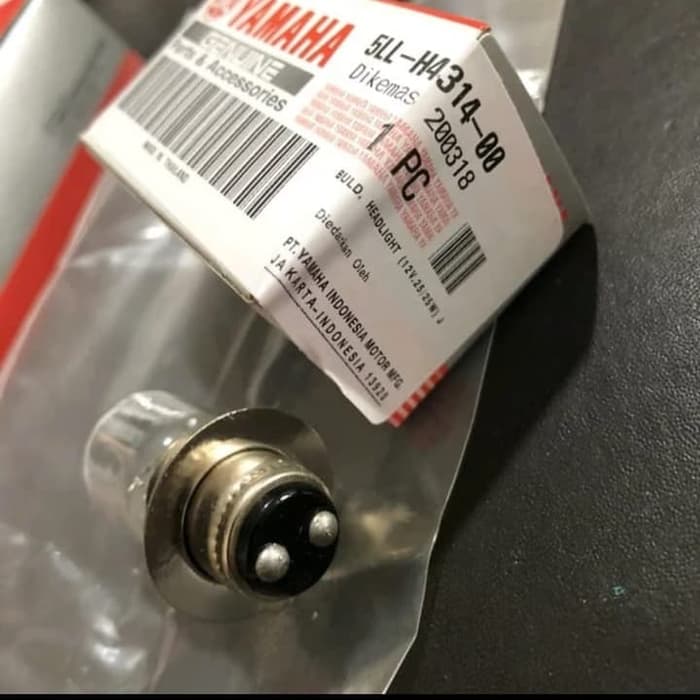 YAMAHA
GENUINE
Parts & Accessories
MADE IN THAILAND
5LL-H4314-00
Dikemas 200318
1 PC
BULD, HEADLIGHT (12V,25/25W) J
Diedarkan Oleh
PT.YAMAHA INDONESIA MOTOR MFG.
JAKARTA-INDONESIA 13920